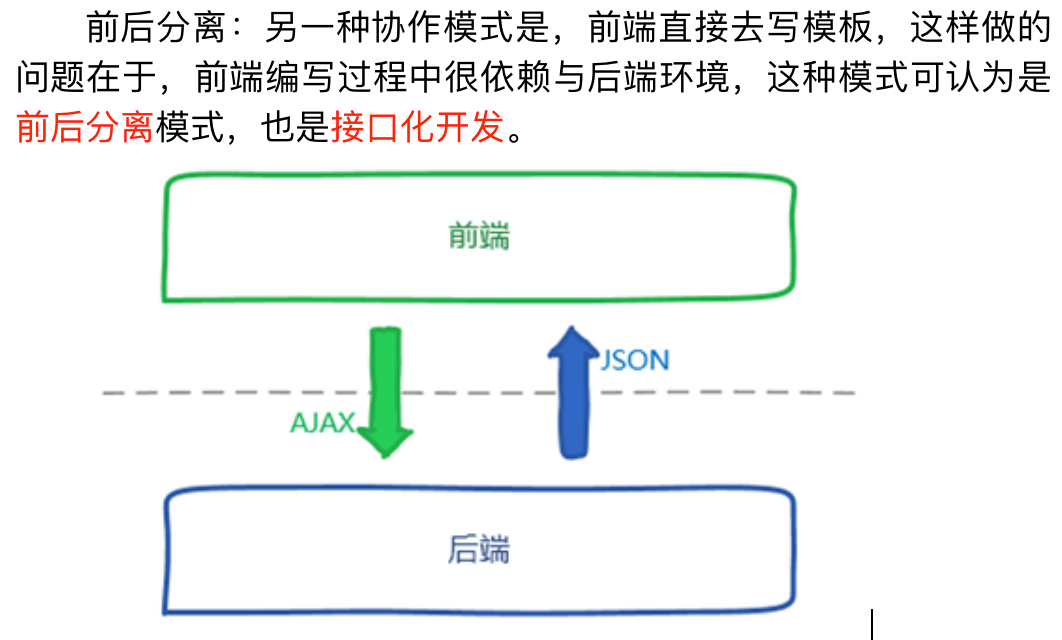 前后分离：另一种协作模式是，前端直接去写模板，这样做的
问题在于，前端编写过程中很依赖与后端环境，这种模式可认为是
前后分离模式，也是接口化开发。
前端
JSON
AJAX
后端